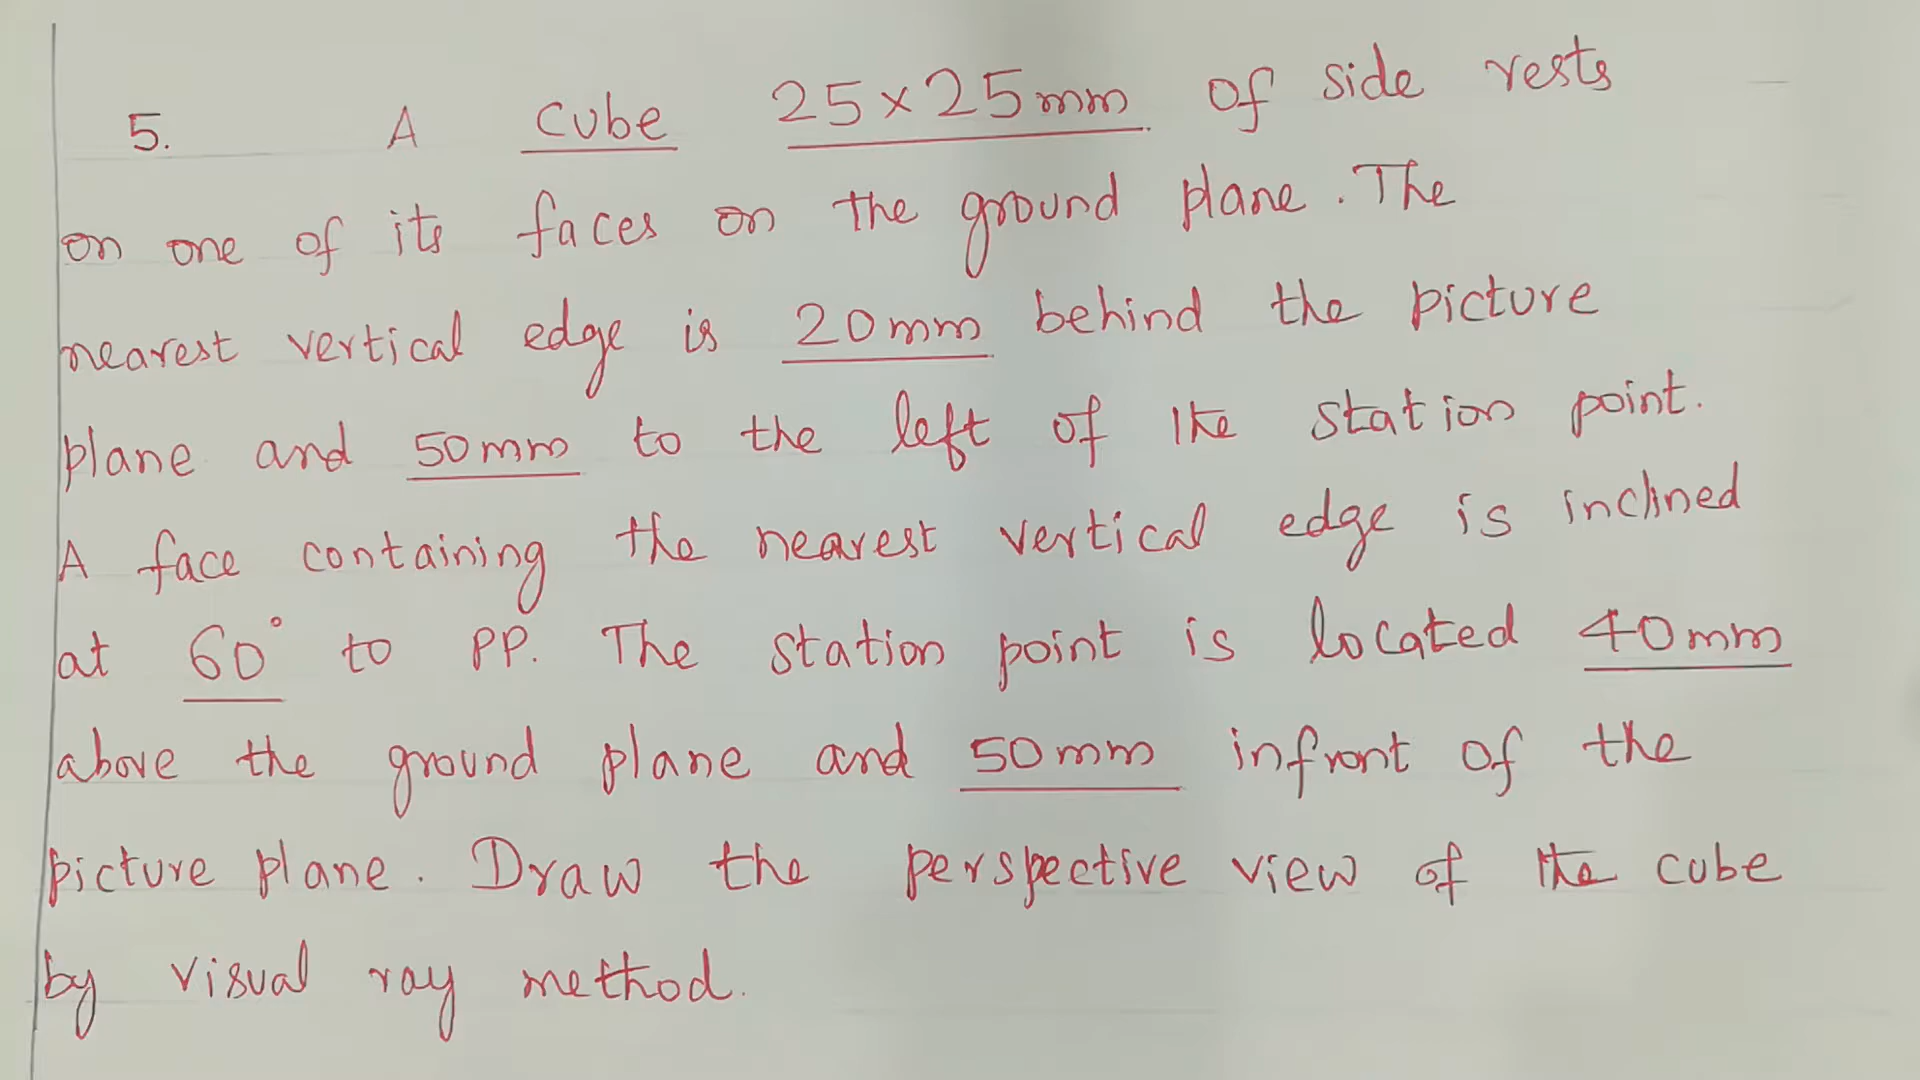 5. A cube 25×25mm of side rests
on one of its faces on the ground plane. The
nearest vertical edge is 20mm behind the picture
plane and 50mm to the left of the station point.
A face containing the nearest vertical edge is inclined
at 60° to PP. The station point is located 40mm
above the ground plane and 50mm infront of the
picture plane. Draw the perspective view of the cube
by visual ray method.